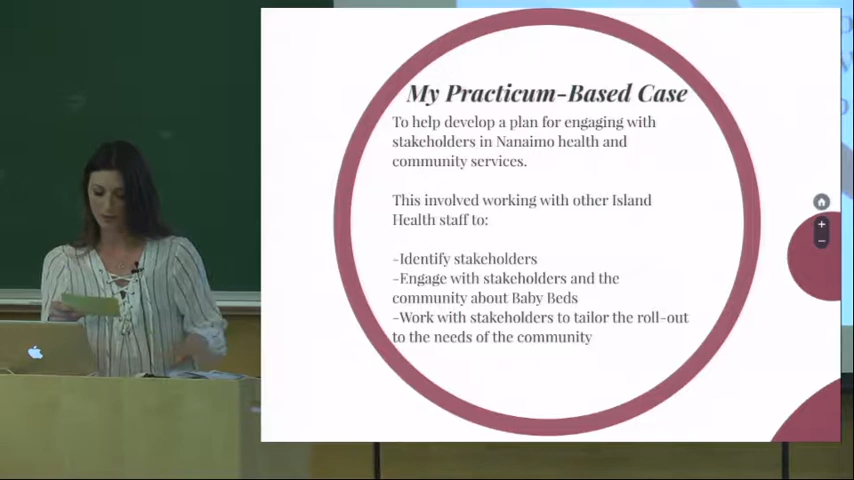 My Practicum-Based Case
To help develop a plan for engaging with
stakeholders in Nanaimo health and
community services.
This involved working with other Island
Health staff to:
-Identify stakeholders
-Engage with stakeholders and the
community about Baby Beds
-Work with stakeholders to tailor the roll-out
to the needs of the community